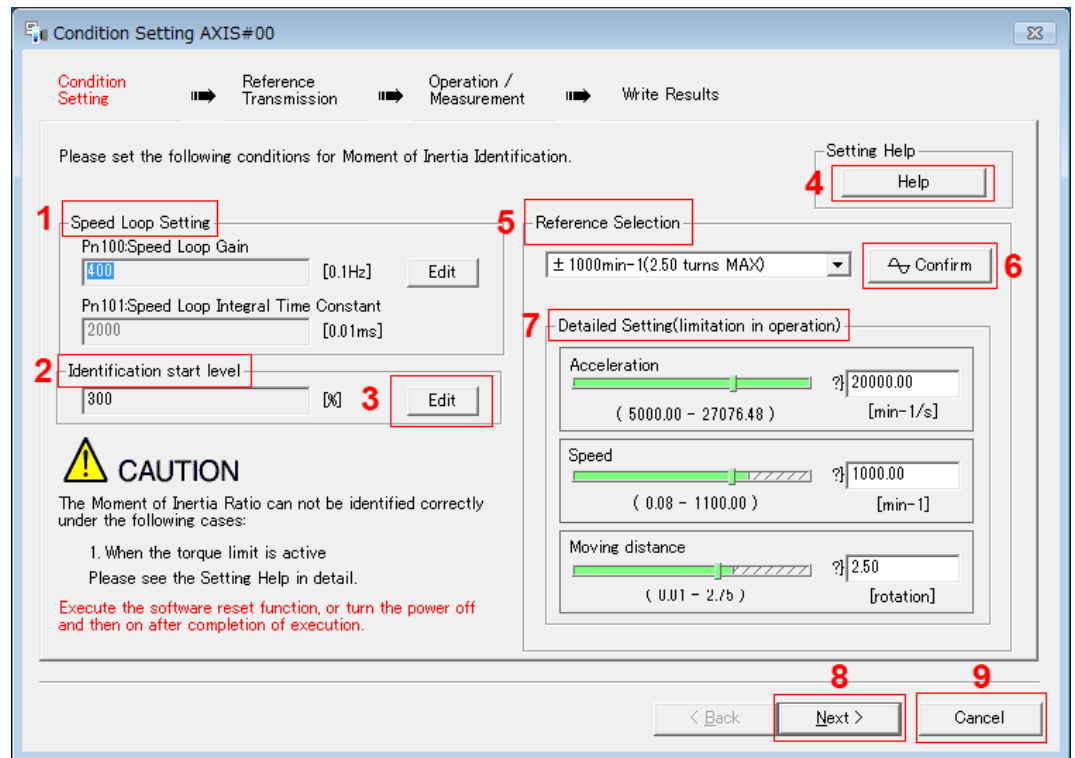 Condition Setting AXIS#00
Condition Setting
Reference Transmission
Operation / Measurement
Write Results
Please set the following conditions for Moment of Inertia Identification.
Setting Help
4
Help
1
Speed Loop Setting
Pn100:Speed Loop Gain
400 [0.1Hz] Edit
Pn101:Speed Loop Integral Time Constant
2000 [0.01ms]
2
Identification start level
300 [%] 3 Edit
CAUTION
The Moment of Inertia Ratio can not be identified correctly
under the following cases:
1. When the torque limit is active
Please see the Setting Help in detail.
Execute the software reset function, or turn the power off
and then on after completion of execution.
5
Reference Selection
± 1000min-1(2.50 turns MAX) Confirm 6
7
Detailed Setting(limitation in operation)
Acceleration
?} 20000.00
( 5000.00 - 27076.48 ) [min-1/s]
Speed
?} 1000.00
( 0.08 - 1100.00 ) [min-1]
Moving distance
?} 2.50
( 0.01 - 2.75 ) [rotation]
8 9
< Back Next > Cancel